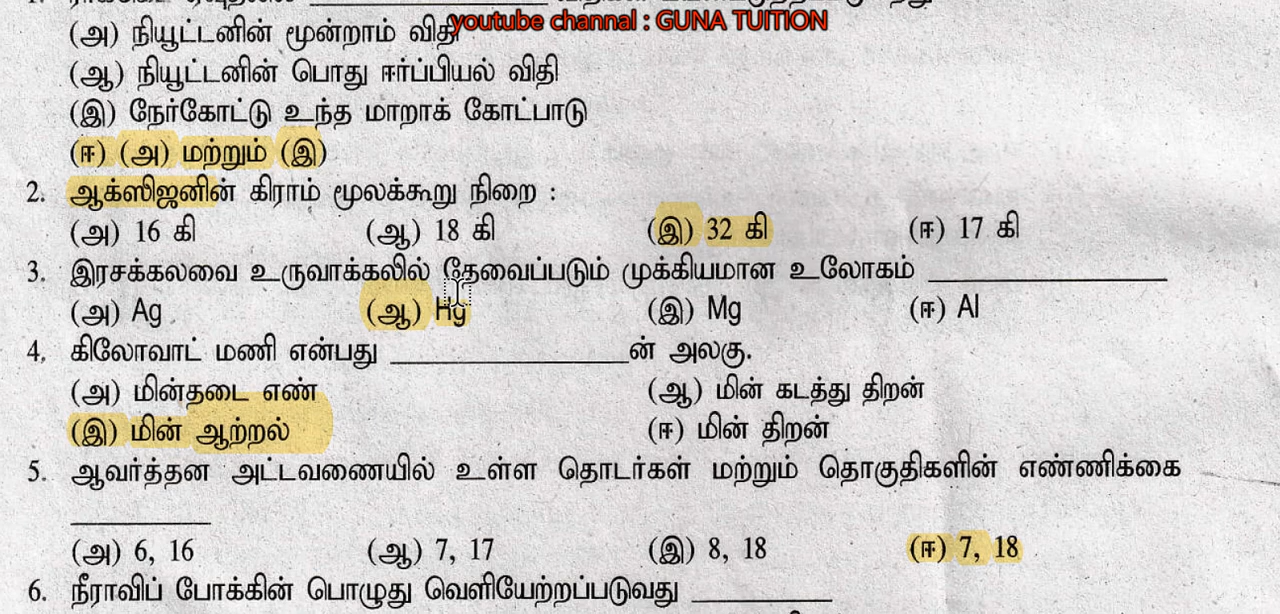 youtube channal : GUNA TUITION
(அ) நியூட்டனின் மூன்றாம் விதி
(ஆ) நியூட்டனின் பொது ஈர்ப்பியல் விதி
(இ) நேர்கோட்டு உந்த மாறாக் கோட்பாடு
(ஈ) (அ) மற்றும் (இ)
2. ஆக்ஸிஜனின் கிராம் மூலக்கூறு நிறை :
(அ) 16 கி (ஆ) 18 கி (இ) 32 கி (ஈ) 17 கி
3. இரசக்கலவை உருவாக்கலில் தேவைப்படும் முக்கியமான உலோகம் ______________
(அ) Ag (ஆ) Hg (இ) Mg (ஈ) Al
4. கிலோவாட் மணி என்பது ______________ன் அலகு.
(அ) மின்தடை எண் (ஆ) மின் கடத்து திறன்
(இ) மின் ஆற்றல் (ஈ) மின் திறன்
5. ஆவர்த்தன அட்டவணையில் உள்ள தொடர்கள் மற்றும் தொகுதிகளின் எண்ணிக்கை
________
(அ) 6, 16 (ஆ) 7, 17 (இ) 8, 18 (ஈ) 7, 18
6. நீராவிப் போக்கின் பொழுது வெளியேற்றப்படுவது ________